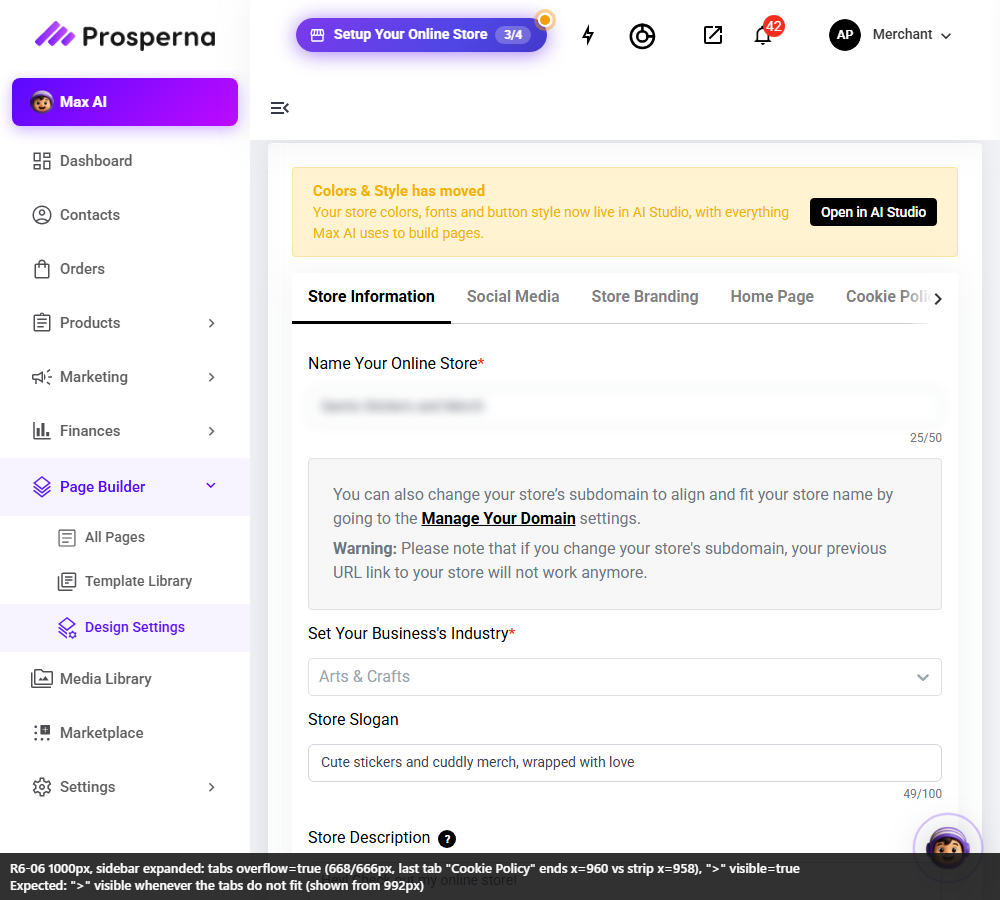 Prosperna
Setup Your Online Store 3/4
42
AP Merchant
Max AI
Dashboard
Contacts
Orders
Products
Marketing
Finances
Page Builder
All Pages
Template Library
Design Settings
Media Library
Marketplace
Settings
Colors & Style has moved
Your store colors, fonts and button style now live in AI Studio, with everything
Max AI uses to build pages.
Open in AI Studio
Store Information Social Media Store Branding Home Page Cookie
Name Your Online Store*
25/50
You can also change your store's subdomain to align and fit your store name by
going to the Manage Your Domain settings.
Warning: Please note that if you change your store's subdomain, your previous
URL link to your store will not work anymore.
Set Your Business's Industry*
Arts & Crafts
Store Slogan
Cute stickers and cuddly merch, wrapped with love
49/100
Store Description ?
R6-06 1000px, sidebar expanded: tabs overflow=true (668/666px, last tab "Cookie Policy" ends x=960 vs strip x=958), ">" visible=true
Expected: ">" visible whenever the tabs do not fit (shown from 992px)